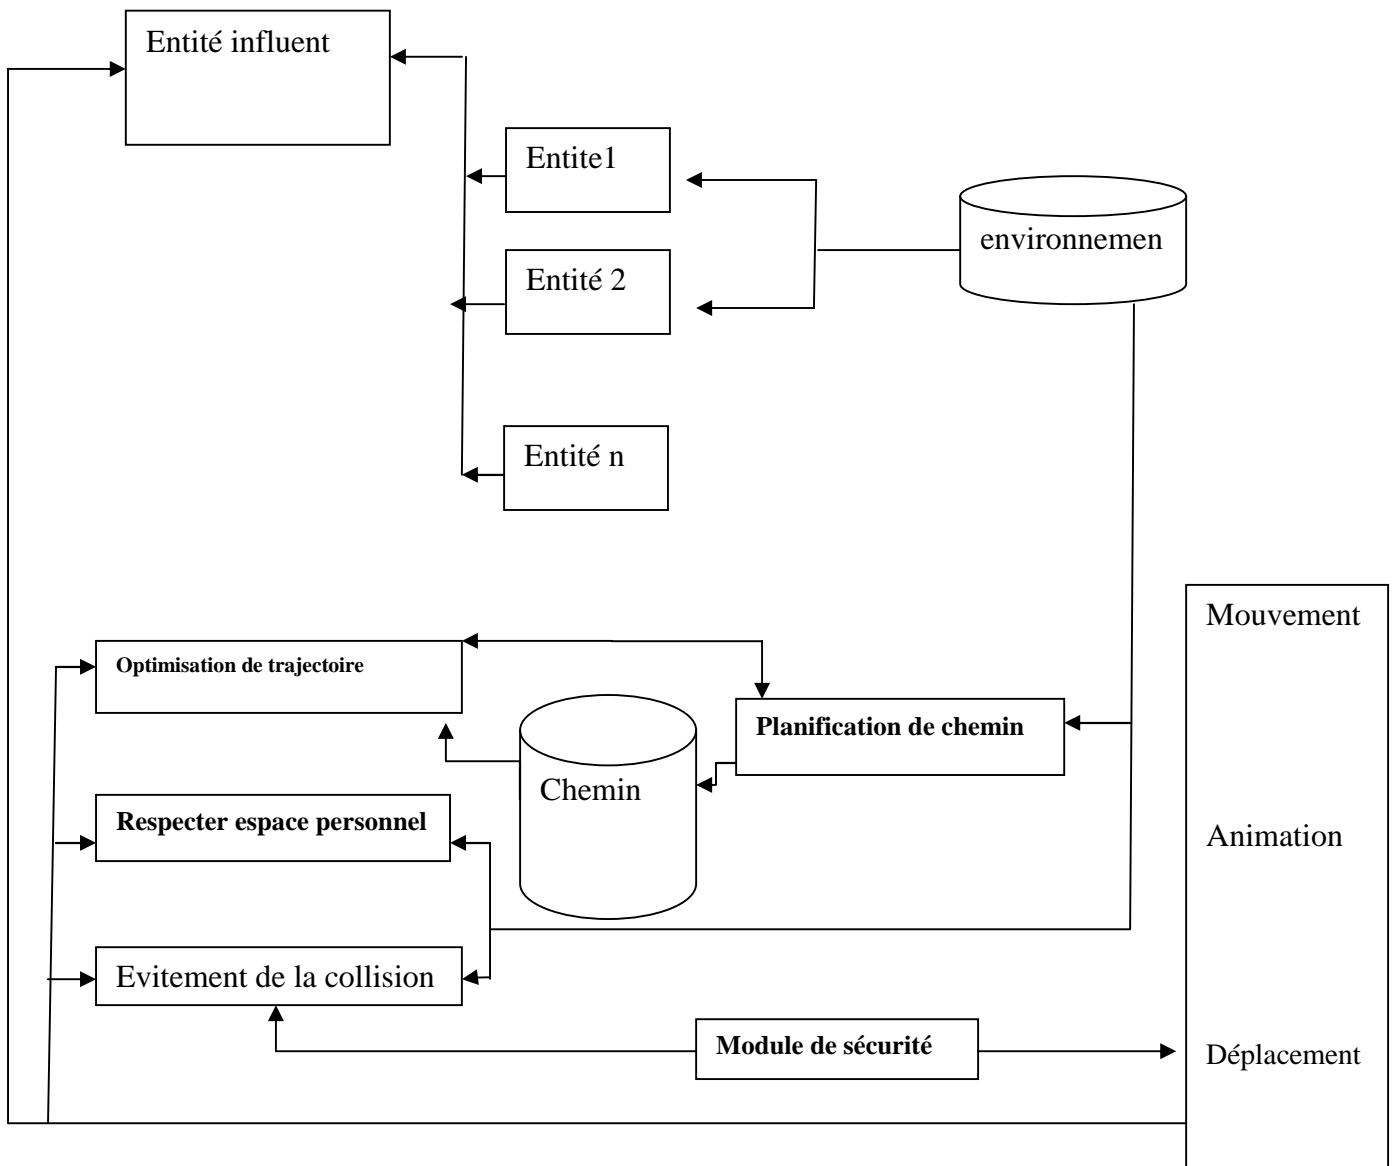 Entité influent
Entite1
environnemen
Entité 2
Entité n
Mouvement
Optimisation de trajectoire
Planification de chemin
Chemin
Respecter espace personnel
Animation
Evitement de la collision
Module de sécurité
Déplacement